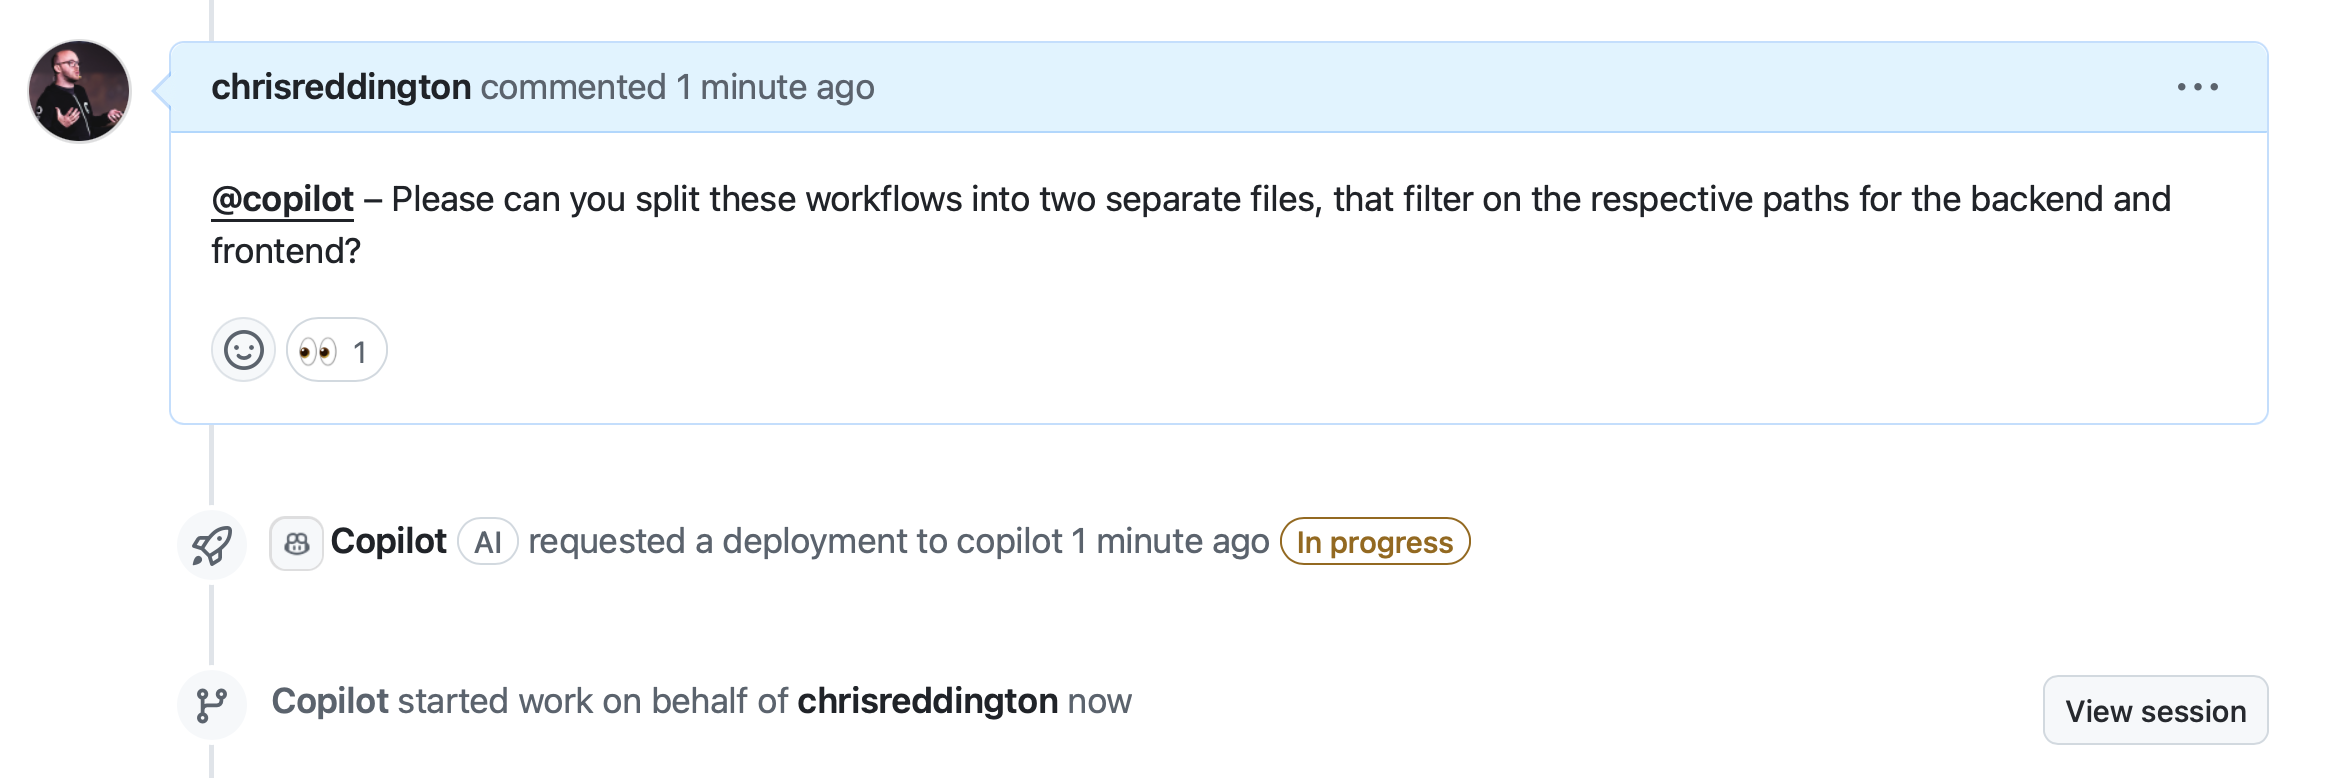 chrisreddington commented 1 minute ago
@copilot – Please can you split these workflows into two separate files, that filter on the respective paths for the backend and
frontend?
👀 1
Copilot AI requested a deployment to copilot 1 minute ago In progress
Copilot started work on behalf of chrisreddington now
View session